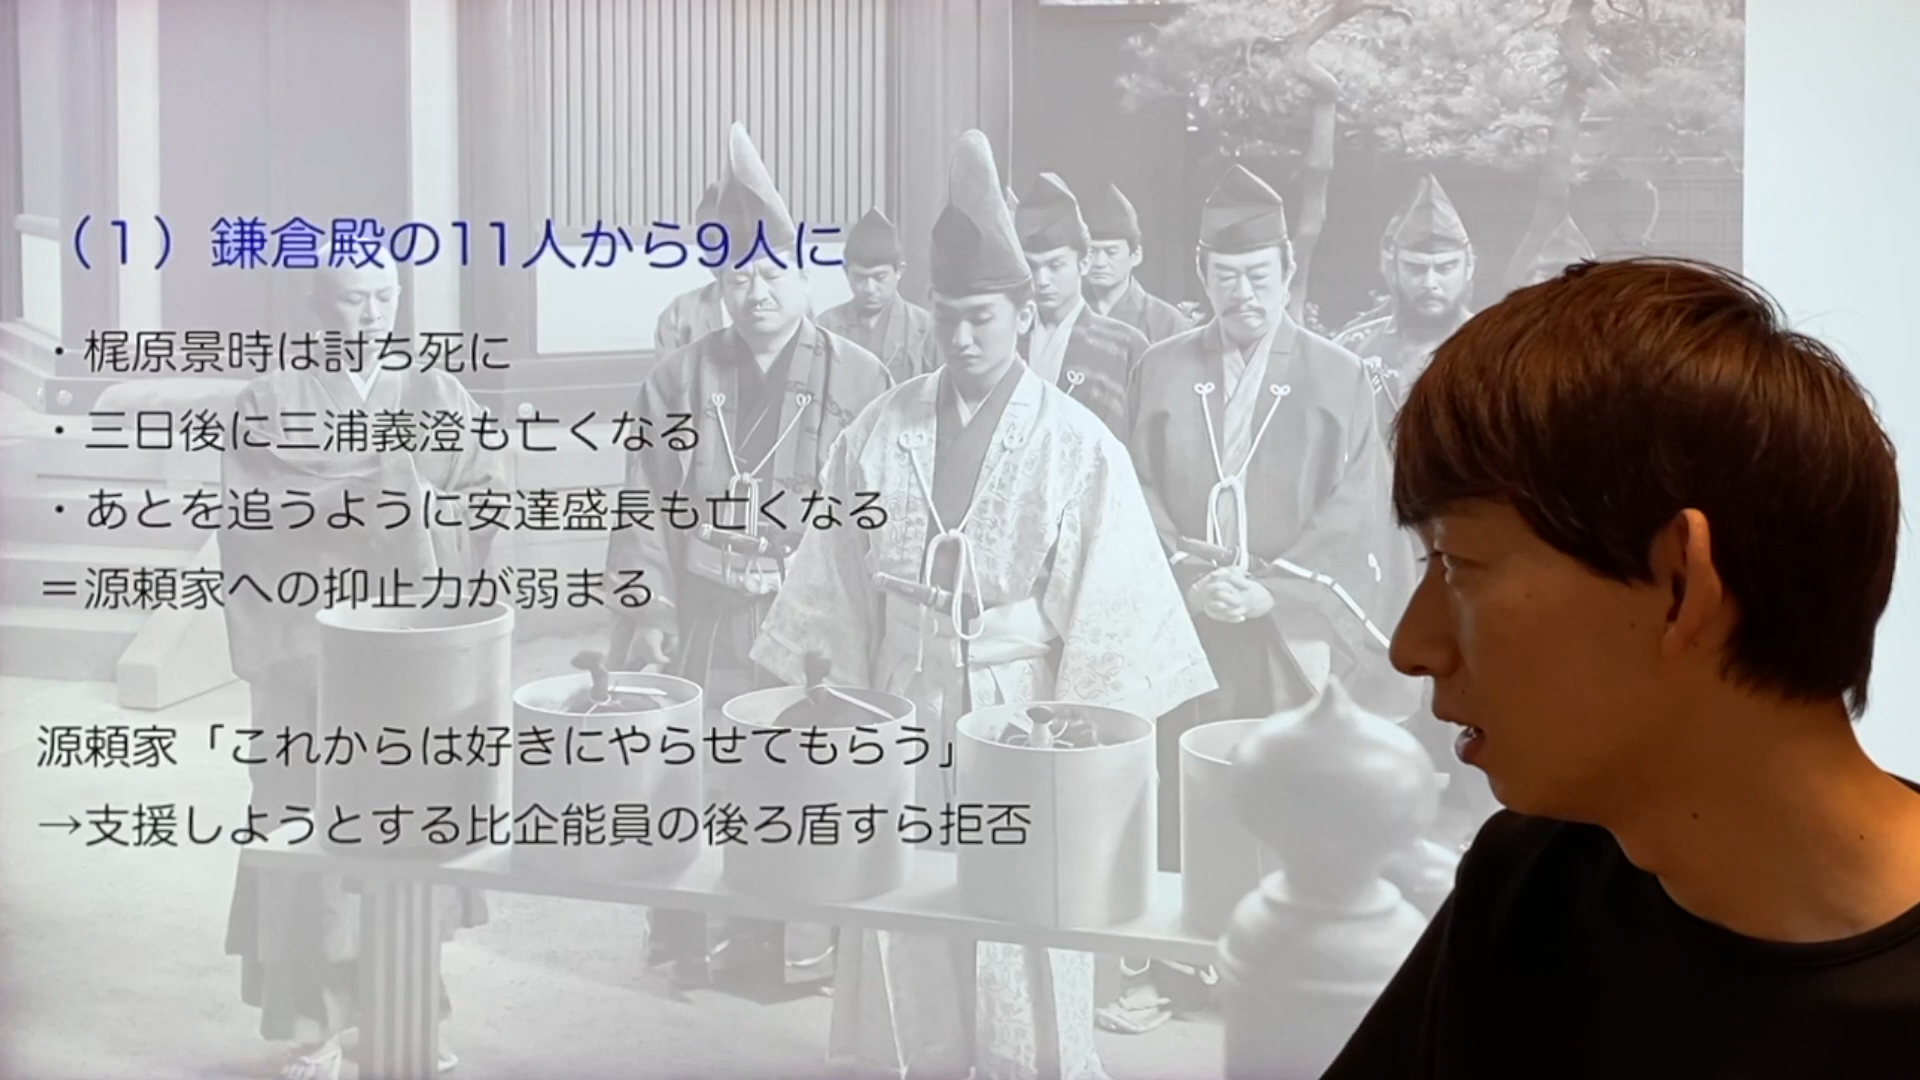 （１）鎌倉殿の11人から9人に
・梶原景時は討ち死に
・三日後に三浦義澄も亡くなる
・あとを追うように安達盛長も亡くなる
＝源頼家への抑止力が弱まる
源頼家「これからは好きにやらせてもらう」
→支援しようとする比企能員の後ろ盾すら拒否